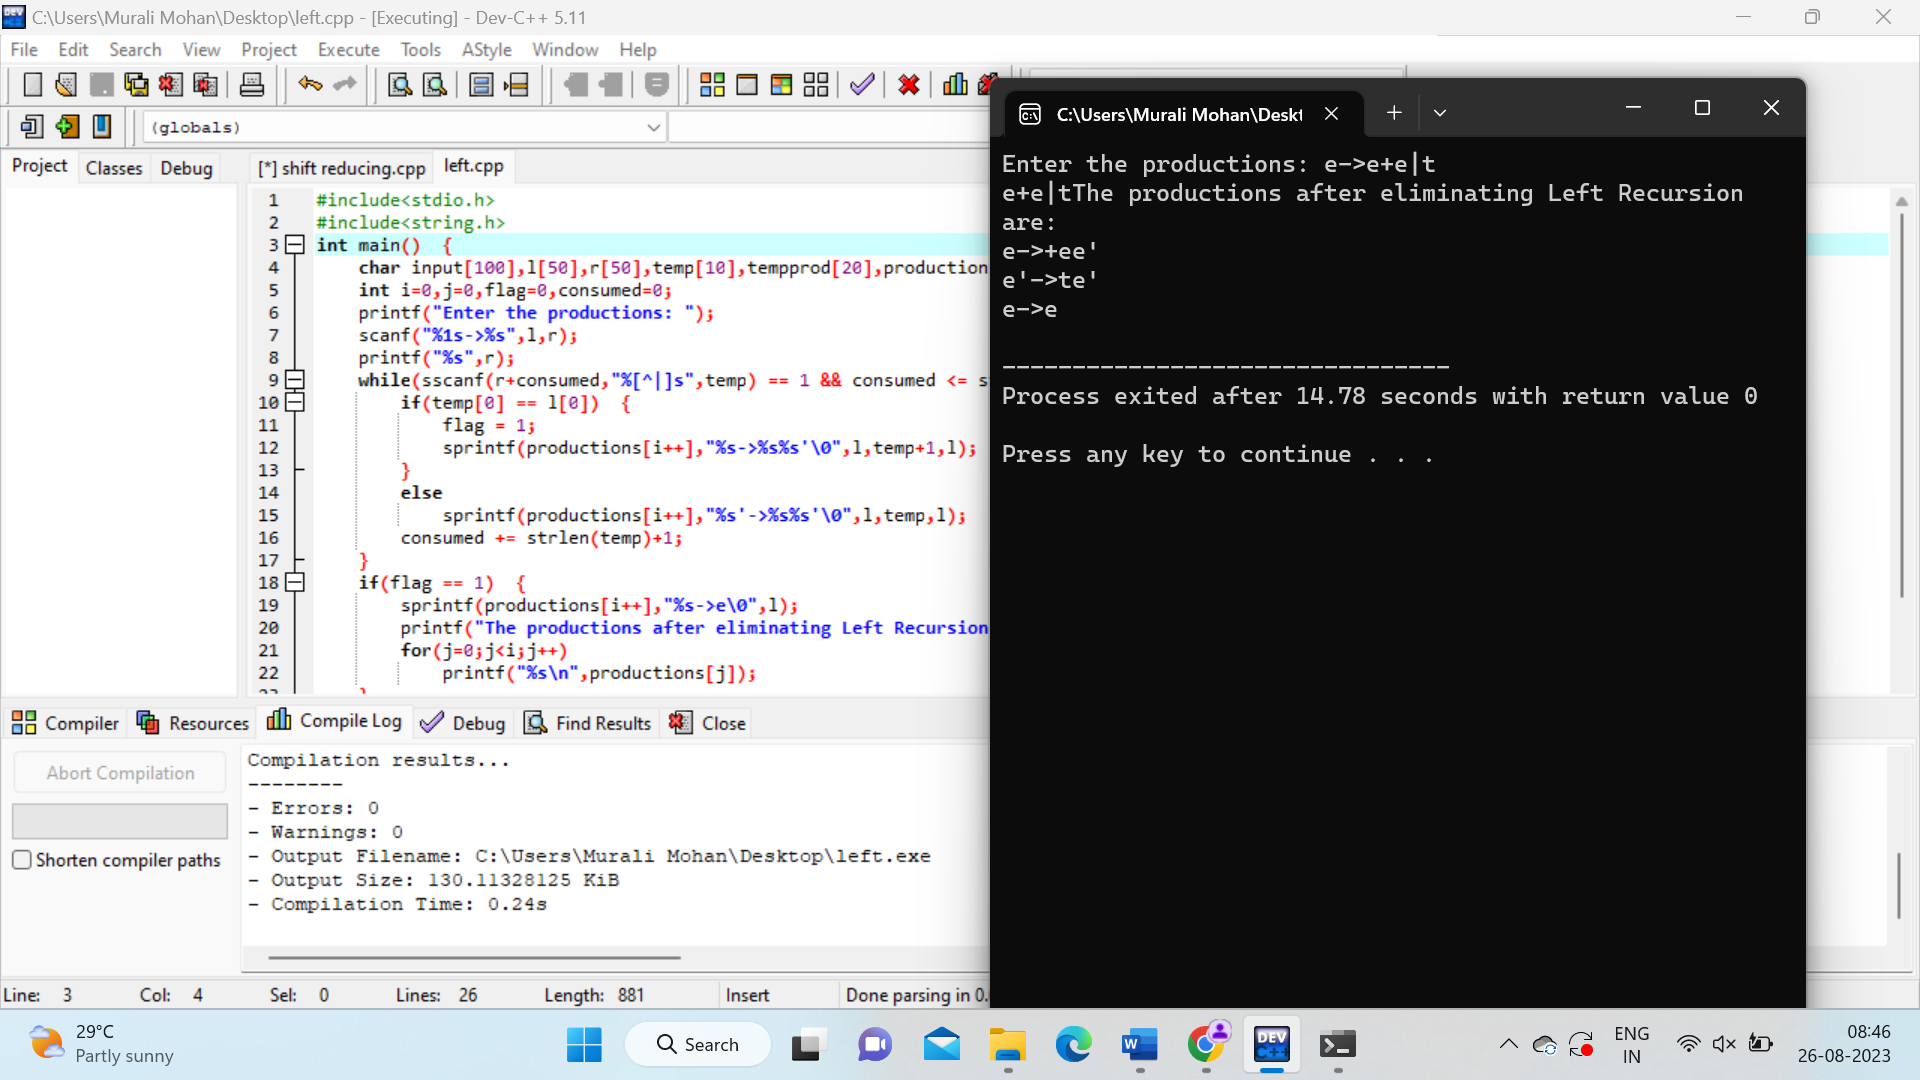 C:\Users\Murali Mohan\Desktop\left.cpp - [Executing] - Dev-C++ 5.11
File Edit Search View Project Execute Tools AStyle Window Help
(globals)
Project Classes Debug
[*] shift reducing.cpp left.cpp
1 #include<stdio.h>
2 #include<string.h>
3 int main() {
4 char input[100],l[50],r[50],temp[10],tempprod[20],production
5 int i=0,j=0,flag=0,consumed=0;
6 printf("Enter the productions: ");
7 scanf("%1s->%s",l,r);
8 printf("%s",r);
9 while(sscanf(r+consumed,"%[^|]s",temp) == 1 && consumed <= s
10 if(temp[0] == l[0]) {
11 flag = 1;
12 sprintf(productions[i++],"%s->%s%s'\0",l,temp+1,l);
13 }
14 else
15 sprintf(productions[i++],"%s'->%s%s'\0",l,temp,l);
16 consumed += strlen(temp)+1;
17 }
18 if(flag == 1) {
19 sprintf(productions[i++],"%s->e\0",l);
20 printf("The productions after eliminating Left Recursion
21 for(j=0;j<i;j++)
22 printf("%s\n",productions[j]);
23 }
C:\Users\Murali Mohan\Deskt
Enter the productions: e->e+e|t
e+e|tThe productions after eliminating Left Recursion
are:
e->+ee'
e'->te'
e->e
--------------------------------
Process exited after 14.78 seconds with return value 0
Press any key to continue . . .
Compiler Resources Compile Log Debug Find Results Close
Abort Compilation
Shorten compiler paths
Compilation results...
--------
- Errors: 0
- Warnings: 0
- Output Filename: C:\Users\Murali Mohan\Desktop\left.exe
- Output Size: 130.11328125 KiB
- Compilation Time: 0.24s
Line: 3 Col: 4 Sel: 0 Lines: 26 Length: 881 Insert Done parsing in 0.
29°C
Partly sunny
Search
DEV
C++
ENG
IN
08:46
26-08-2023